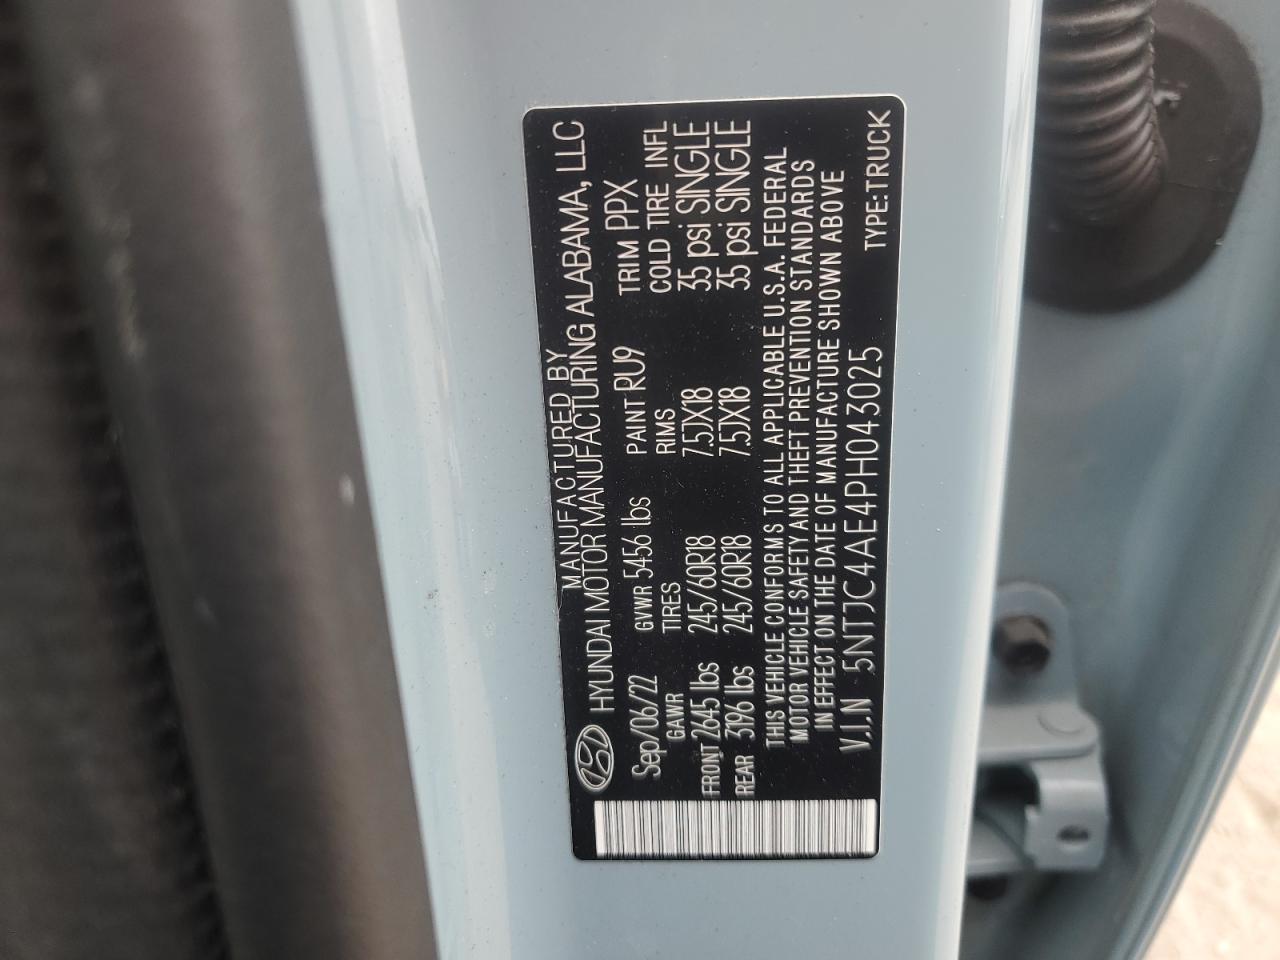 MANUFACTURED BY
HYUNDAI MOTOR MANUFACTURING ALABAMA, LLC
Sep/06/22 GVWR 5456 lbs PAINT RU9 TRIM PPX
GAWR TIRES RIMS COLD TIRE INFL
FRONT 2645 lbs 245/60R18 7.5JX18 35 psi SINGLE
REAR 3196 lbs 245/60R18 7.5JX18 35 psi SINGLE
THIS VEHICLE CONFORMS TO ALL APPLICABLE U.S.A. FEDERAL
MOTOR VEHICLE SAFETY AND THEFT PREVENTION STANDARDS
IN EFFECT ON THE DATE OF MANUFACTURE SHOWN ABOVE
V.I.N 5NTJC4AE4PH043025 TYPE:TRUCK